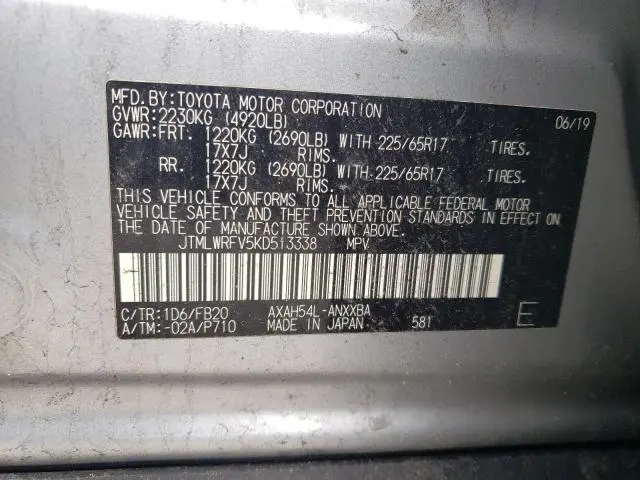 MFD.BY:TOYOTA MOTOR CORPORATION 06/19
GVWR:2230KG (4920LB)
GAWR:FRT. 1220KG (2690LB) WITH 225/65R17 TIRES.
17X7J RIMS.
RR. 1220KG (2690LB) WITH 225/65R17 TIRES.
17X7J RIMS.
THIS VEHICLE CONFORMS TO ALL APPLICABLE FEDERAL MOTOR
VEHICLE SAFETY AND THEFT PREVENTION STANDARDS IN EFFECT ON
THE DATE OF MANUFACTURE SHOWN ABOVE.
JTMLWRFV5KD513338 MPV
C/TR:1D6/FB20 AXAH54L-ANXXBA
A/TM:-02A/P710 MADE IN JAPAN 581 E